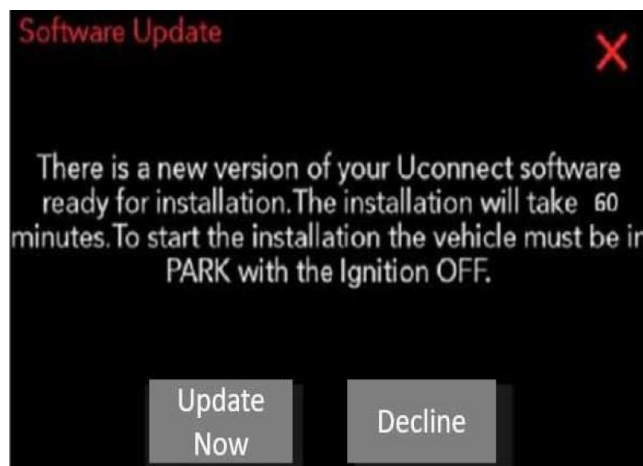 Software Update
X
There is a new version of your Uconnect software
ready for installation.The installation will take 60
minutes.To start the installation the vehicle must be in
PARK with the Ignition OFF.
Update
Now
Decline